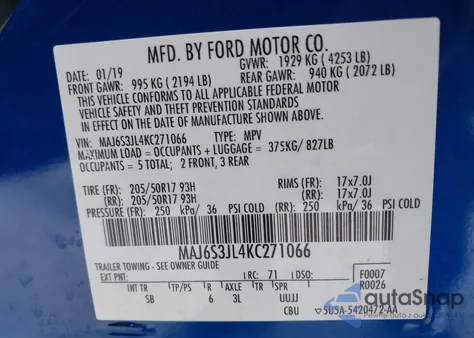 MFD. BY FORD MOTOR CO.
DATE: 01/19 GVWR: 1929 KG ( 4253 LB)
FRONT GAWR: 995 KG ( 2194 LB) REAR GAWR: 940 KG ( 2072 LB)
THIS VEHICLE CONFORMS TO ALL APPLICABLE FEDERAL MOTOR
VEHICLE SAFETY AND THEFT PREVENTION STANDARDS IN
EFFECT ON THE DATE OF MANUFACTURE SHOWN ABOVE.
VIN: MAJ6S3JL4KC271066 TYPE: MPV
MAXIMUM LOAD = OCCUPANTS + LUGGAGE = 375KG/ 827LB
OCCUPANTS = 5 TOTAL; 2 FRONT, 3 REAR
TIRE (FR): 205/50R17 93H RIMS (FR): 17x7.0J
(RR): 205/50R17 93H (RR): 17x7.0J
PRESSURE (FR): 250 kPa/ 36 PSI COLD (RR): 250 kPa/ 36 PSI COLD
MAJ6S3JL4KC271066
TRAILER TOWING - SEE OWNER GUIDE
EXT PNT: RC: 71 DSO: F0007
R0026
INT TR TP/PS R AXLE TR SPR
SB 6 3L UUJJ
CBU 5U5A-5420472-AA
autoSnap